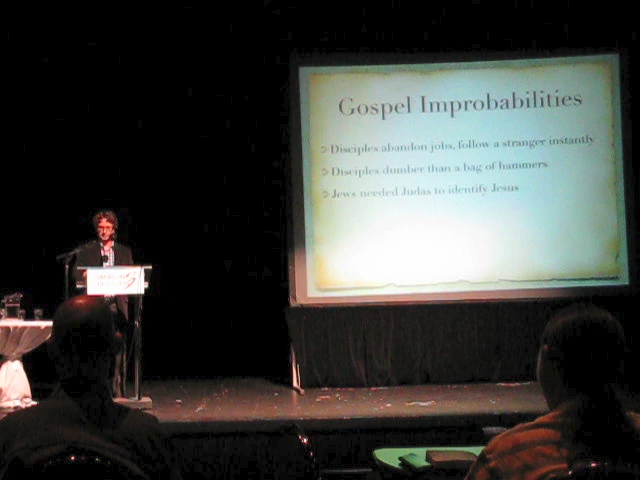 Gospel Improbabilities
Disciples abandon jobs, follow a stranger instantly
Disciples dumber than a bag of hammers
Jews needed Judas to identify Jesus